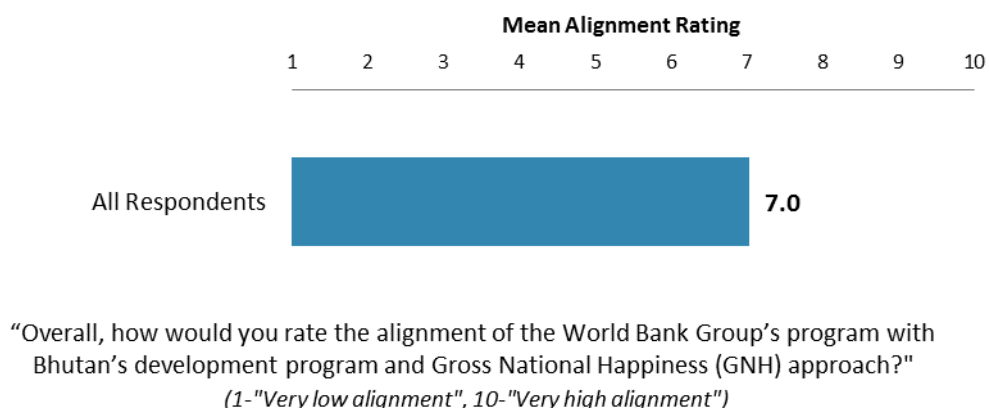 Mean Alignment Rating
1 2 3 4 5 6 7 8 9 10
All Respondents 7.0
“Overall, how would you rate the alignment of the World Bank Group’s program with
Bhutan’s development program and Gross National Happiness (GNH) approach?"
(1-"Very low alignment", 10-"Very high alignment")